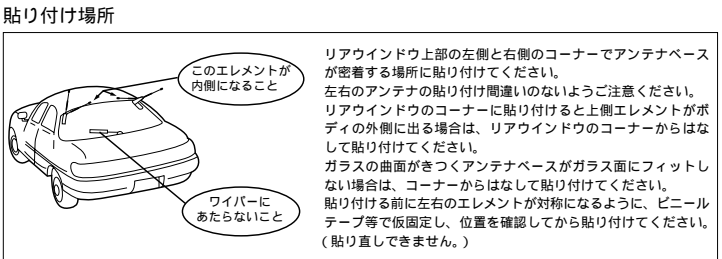 貼り付け場所
このエレメントが
内側になること
ワイパーに
あたらないこと
リアウインドウ上部の左側と右側のコーナーでアンテナベース
が密着する場所に貼り付けてください。
左右のアンテナの貼り付け間違いのないようご注意ください。
リアウインドウのコーナーに貼り付けると上側エレメントがボ
ディの外側に出る場合は、リアウインドウのコーナーからはな
して貼り付けてください。
ガラスの曲面がきつくアンテナベースがガラス面にフィットし
ない場合は、コーナーからはなして貼り付けてください。
貼り付ける前に左右のエレメントが対称になるように、ビニール
テープ等で仮固定し、位置を確認してから貼り付けてください。
(貼り直しできません。)